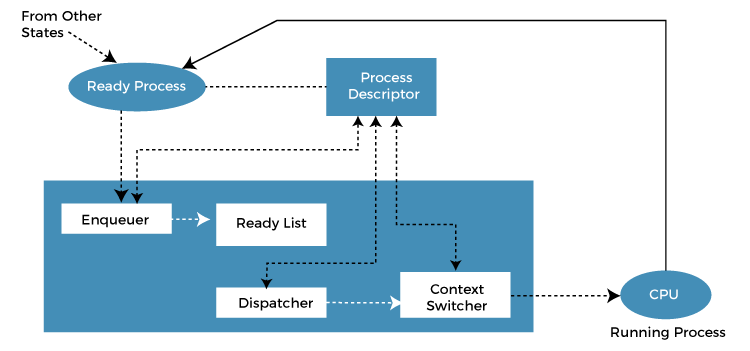 From Other
States
Ready Process
Process
Descriptor
Enqueuer
Ready List
Dispatcher
Context
Switcher
CPU
Running Process